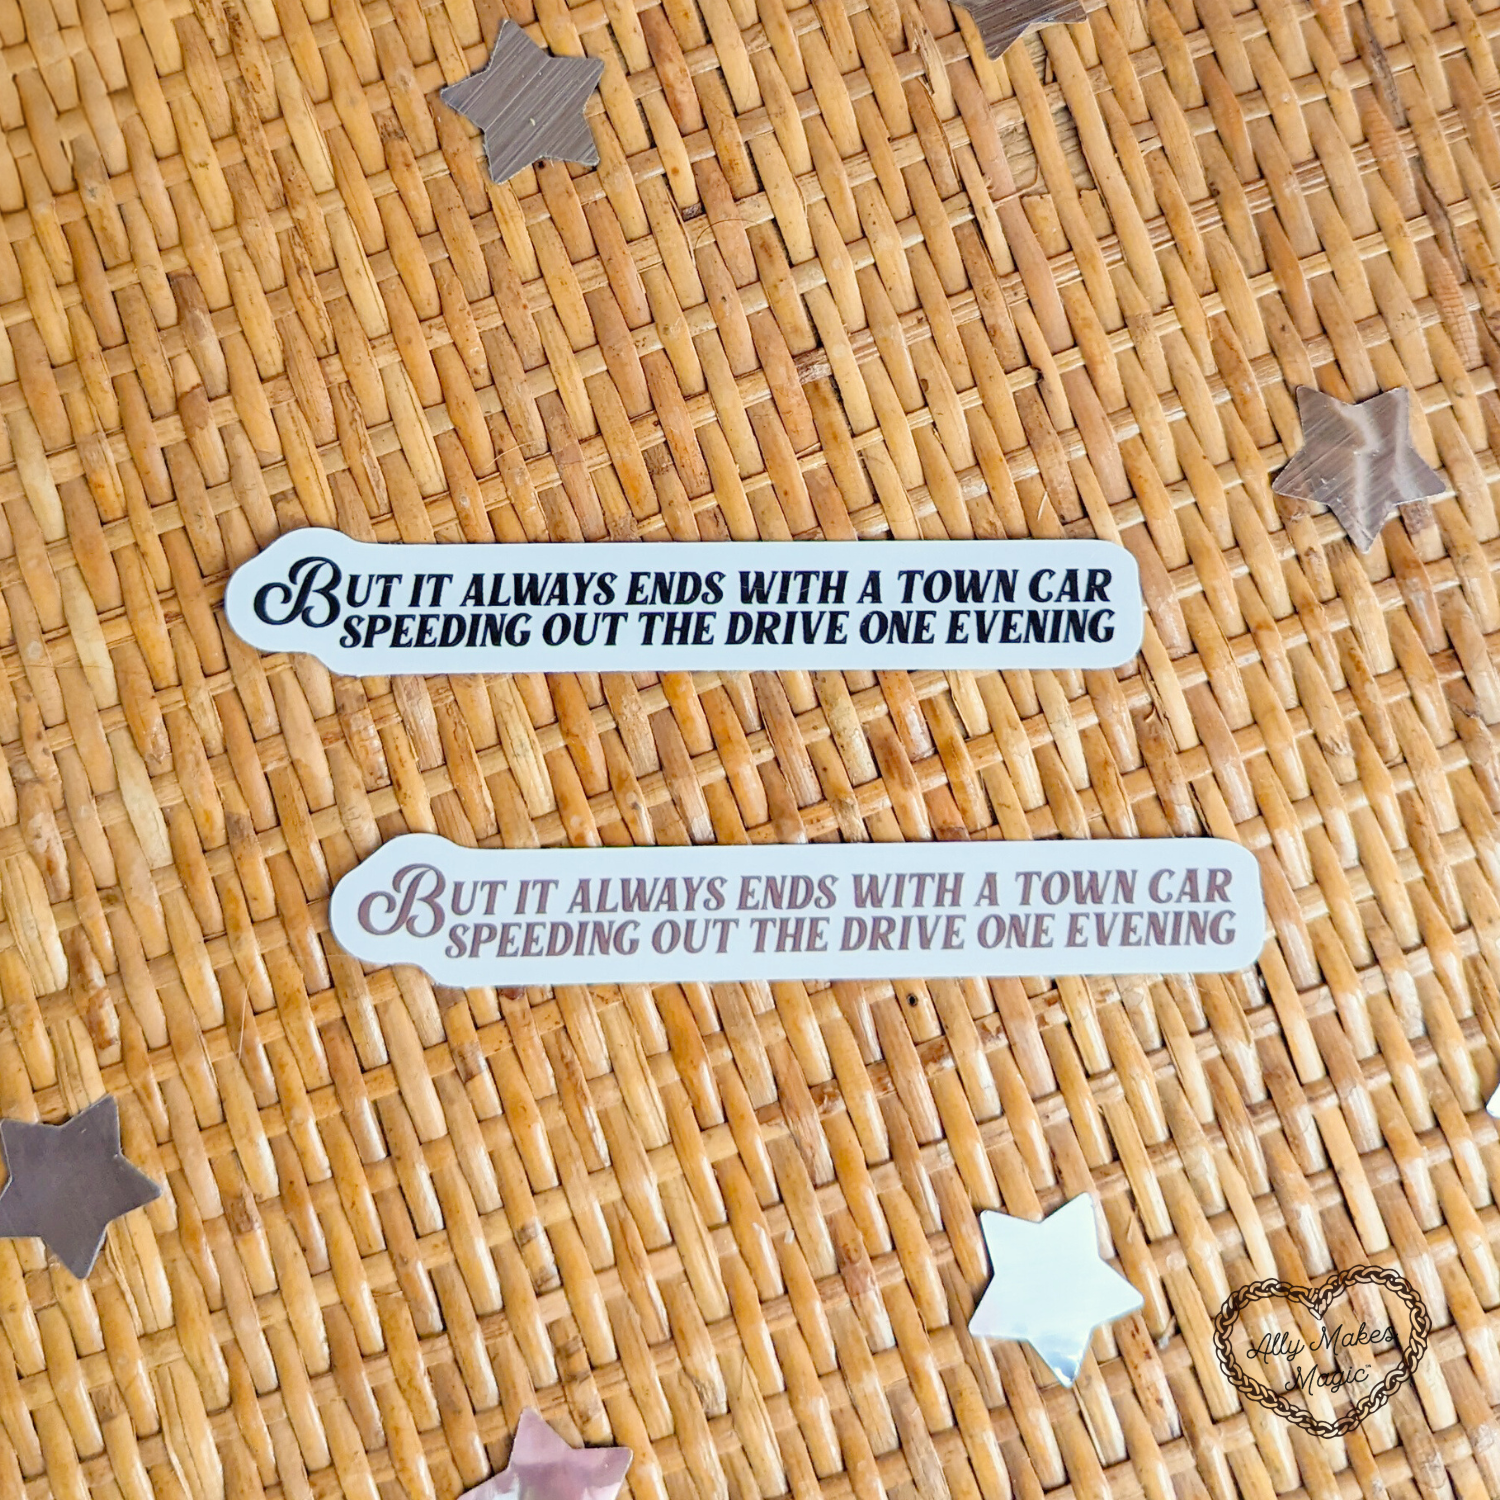 BUT IT ALWAYS ENDS WITH A TOWN CAR
SPEEDING OUT THE DRIVE ONE EVENING
BUT IT ALWAYS ENDS WITH A TOWN CAR
SPEEDING OUT THE DRIVE ONE EVENING
Ally Makes
Magic™